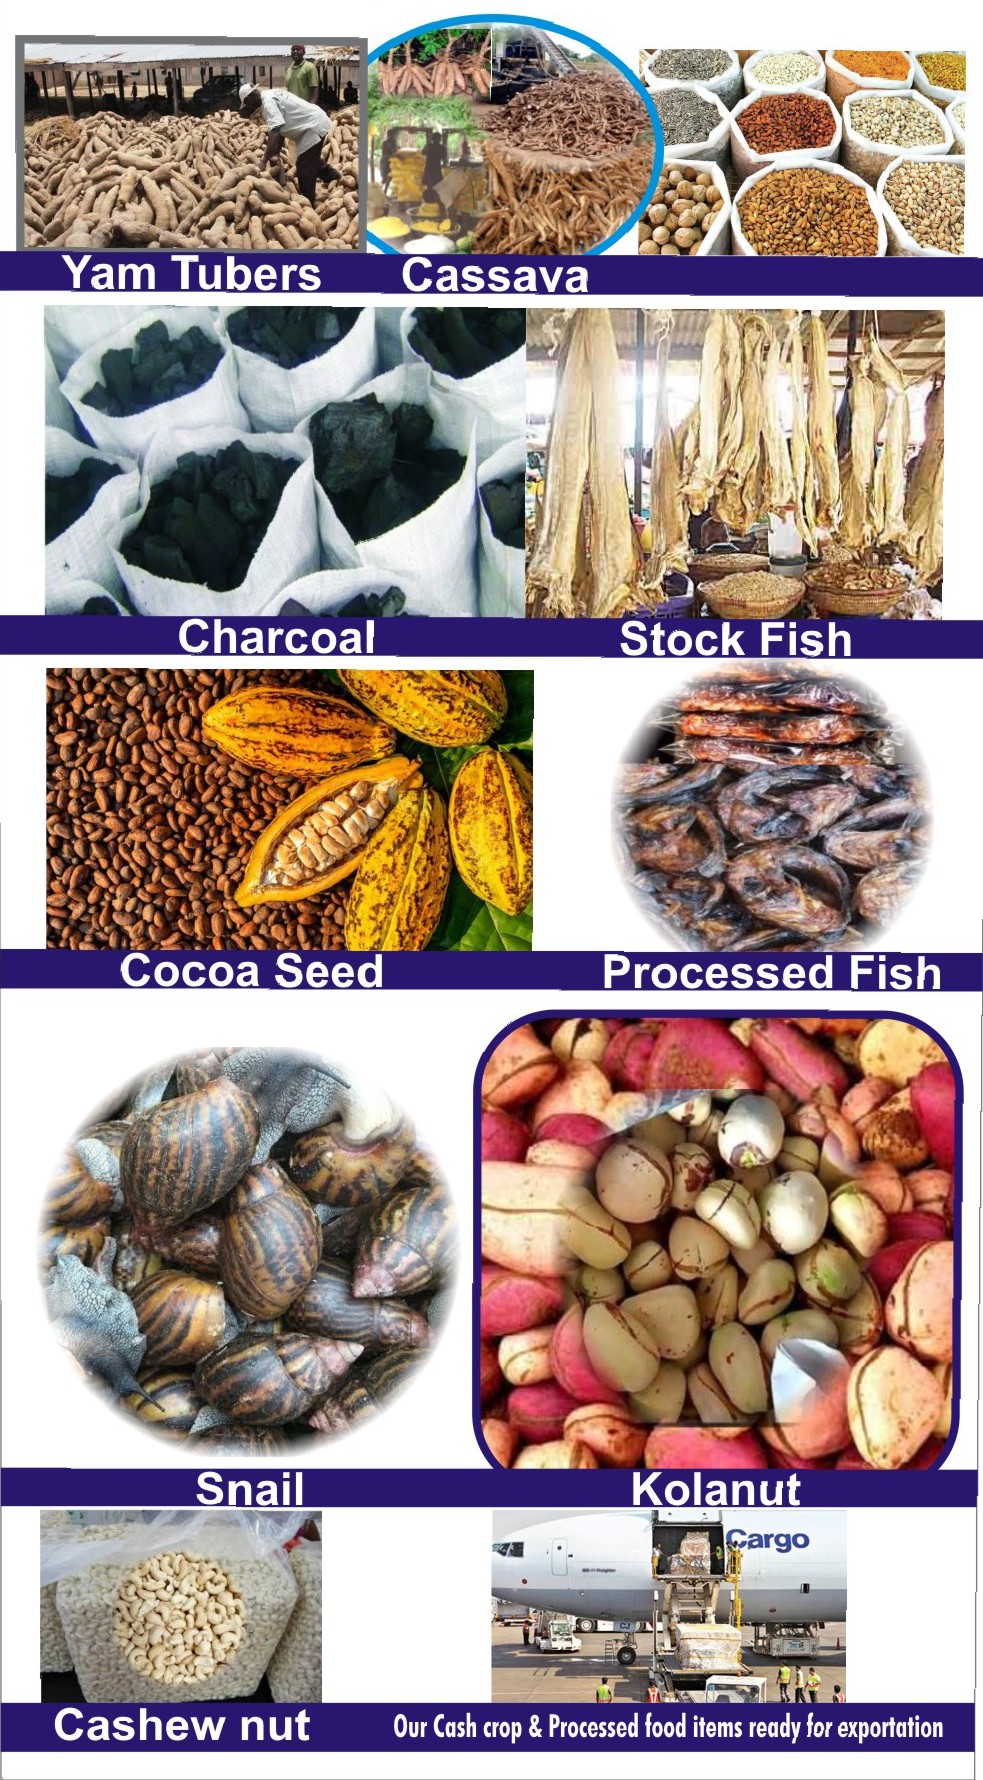 Yam Tubers
Cassava
Charcoal
Stock Fish
Cocoa Seed
Processed Fish
Snail
Kolanut
Cargo
CJ
Cashew nut
Our Cash crop & Processed food items ready for exportation